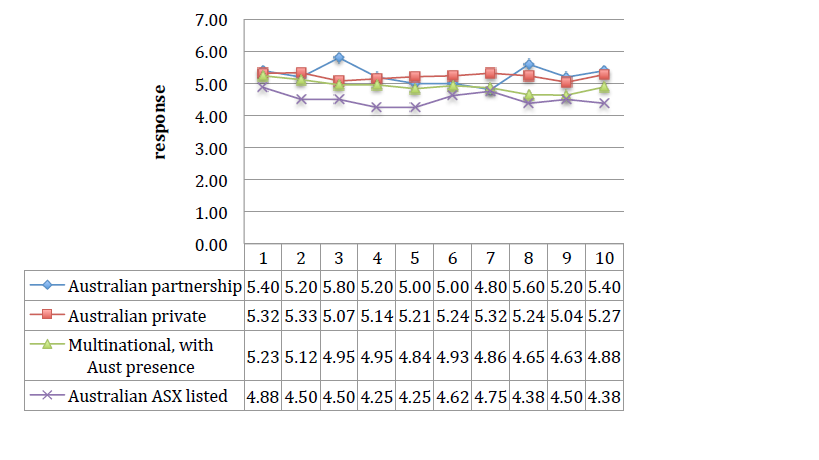 7.00
6.00
5.00
4.00
3.00
2.00
1.00
0.00
response
1 2 3 4 5 6 7 8 9 10
Australian partnership 5.40 5.20 5.80 5.20 5.00 5.00 4.80 5.60 5.20 5.40
Australian private 5.32 5.33 5.07 5.14 5.21 5.24 5.32 5.24 5.04 5.27
Multinational, with
Aust presence 5.23 5.12 4.95 4.95 4.84 4.93 4.86 4.65 4.63 4.88
Australian ASX listed 4.88 4.50 4.50 4.25 4.25 4.62 4.75 4.38 4.50 4.38